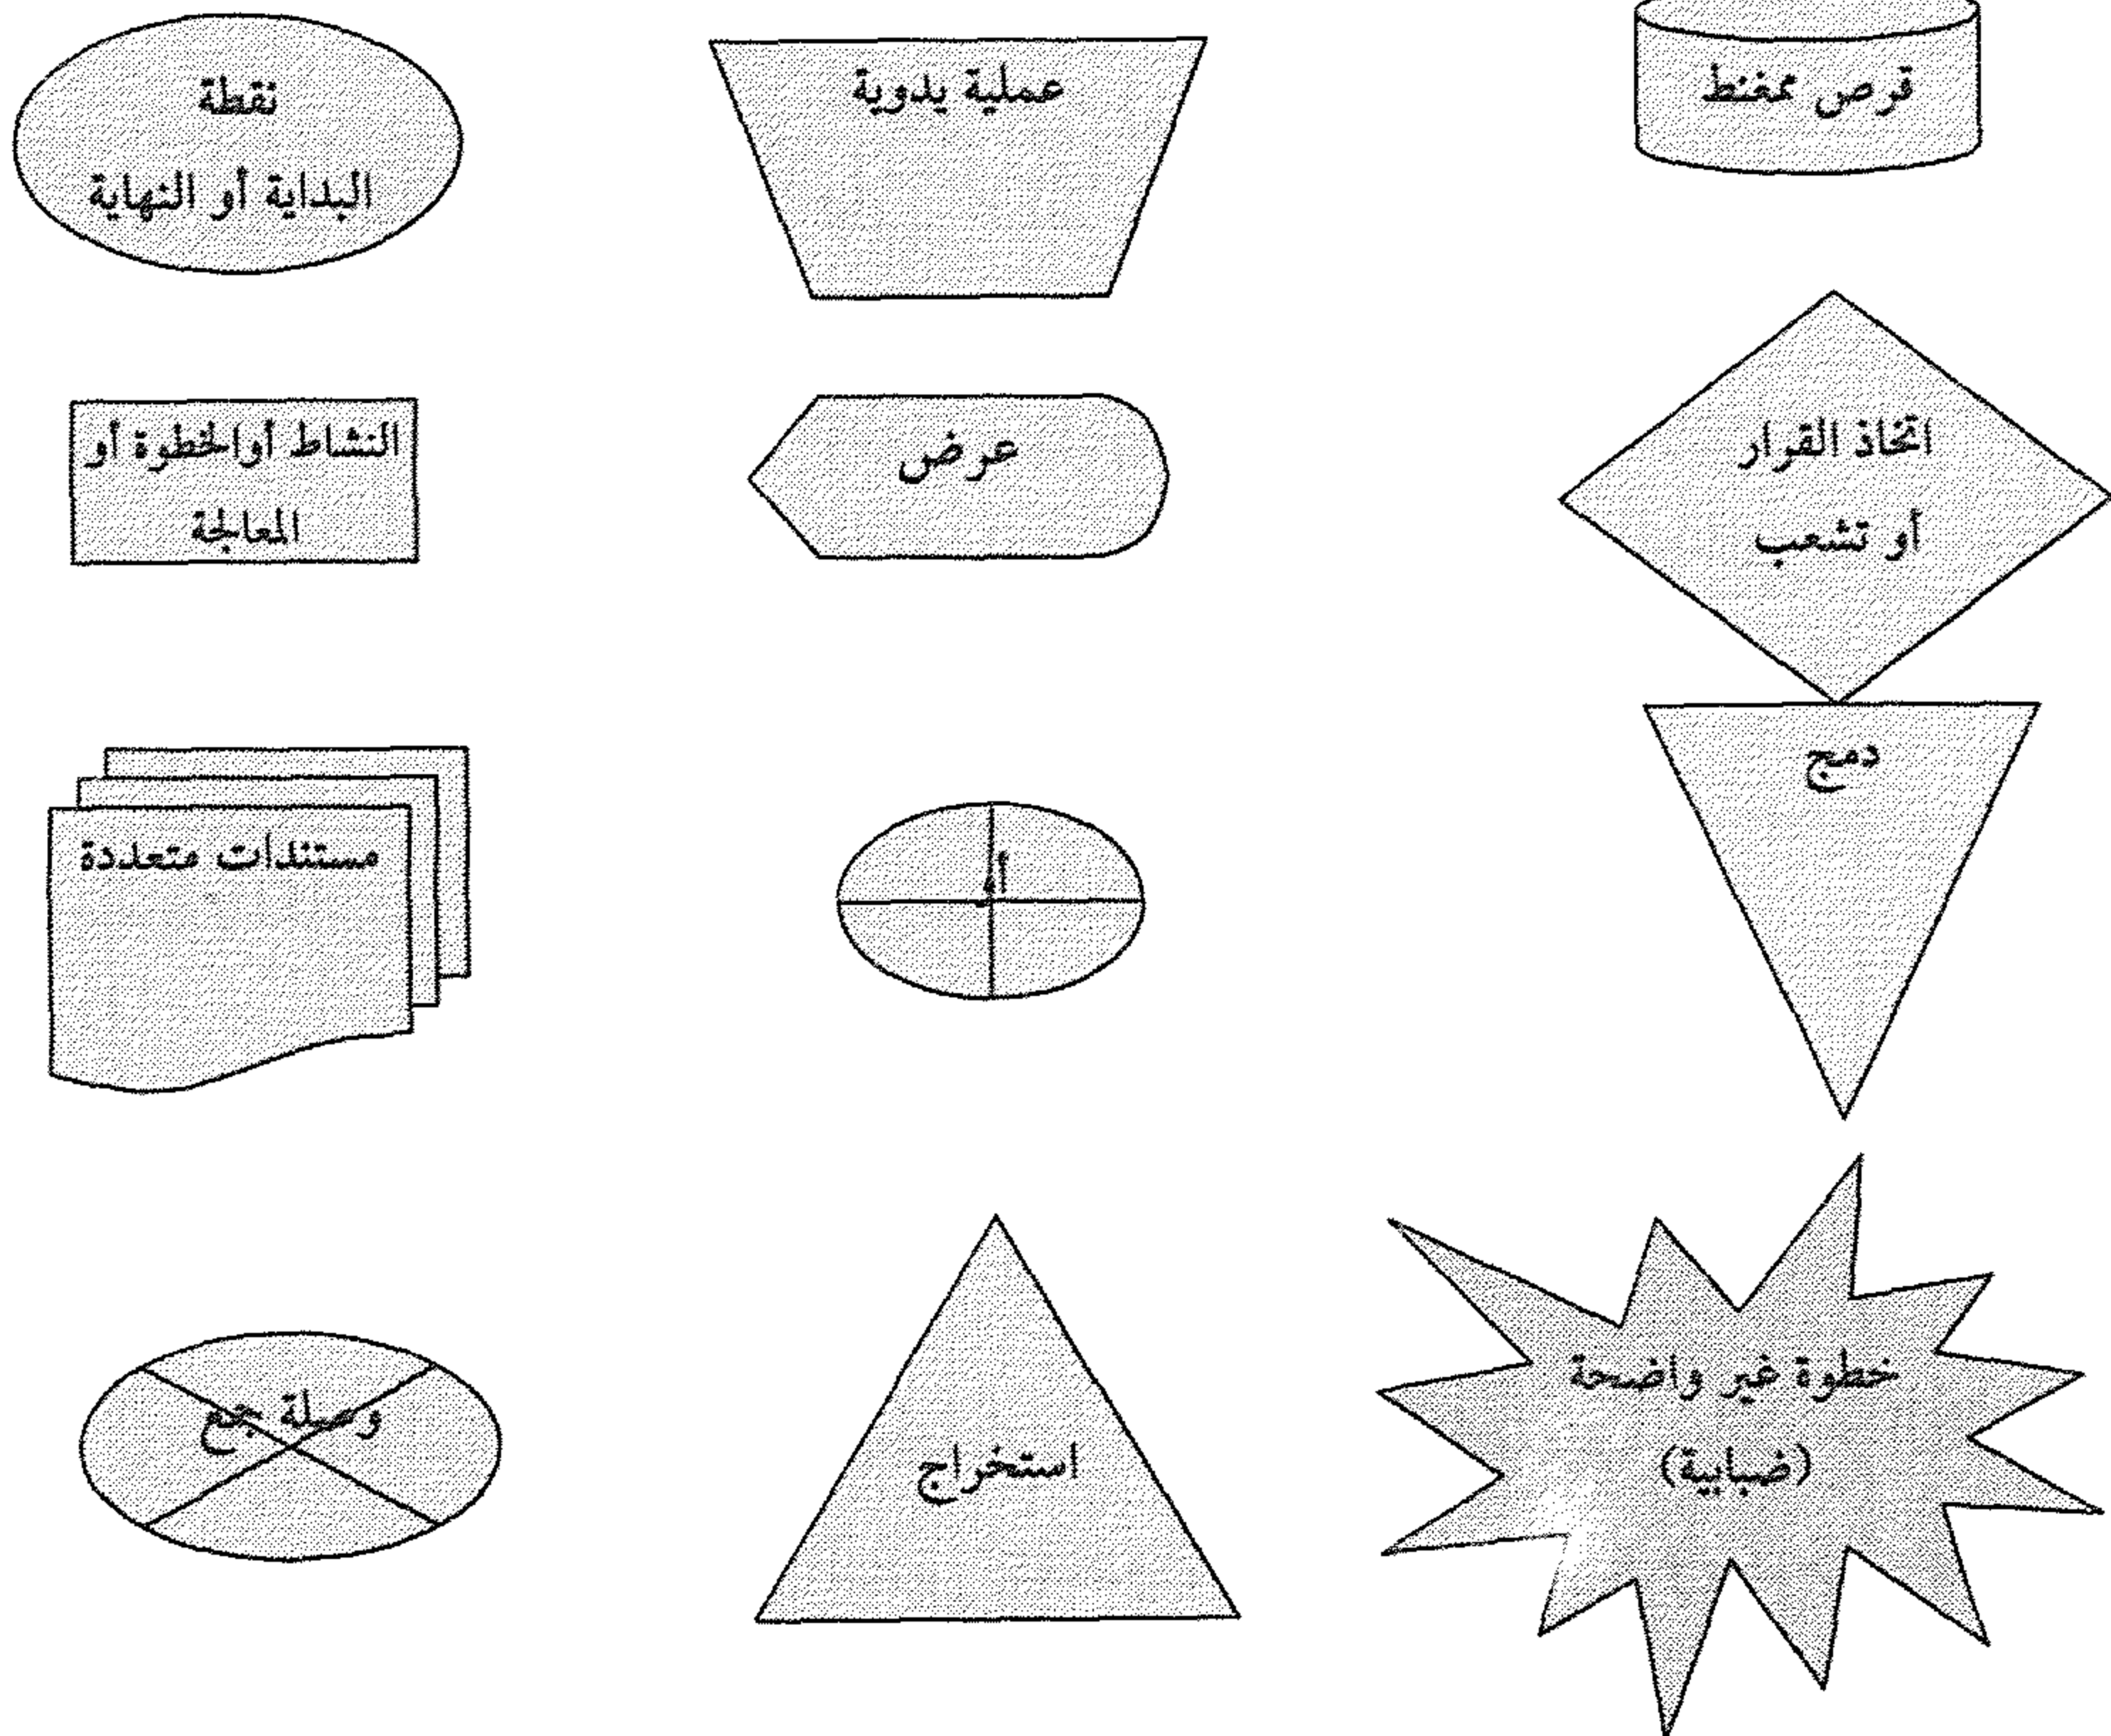 قرص ممغنط
عملية يدوية
نقطة
البداية أو النهاية
اتخاذ القرار
أو تشعب
عرض
النشاط أوالخطوة أو
المعالجة
دمج
أو
مستندات متعددة
خطوة غير واضحة
(ضبابية)
استخراج
وصلة جمع